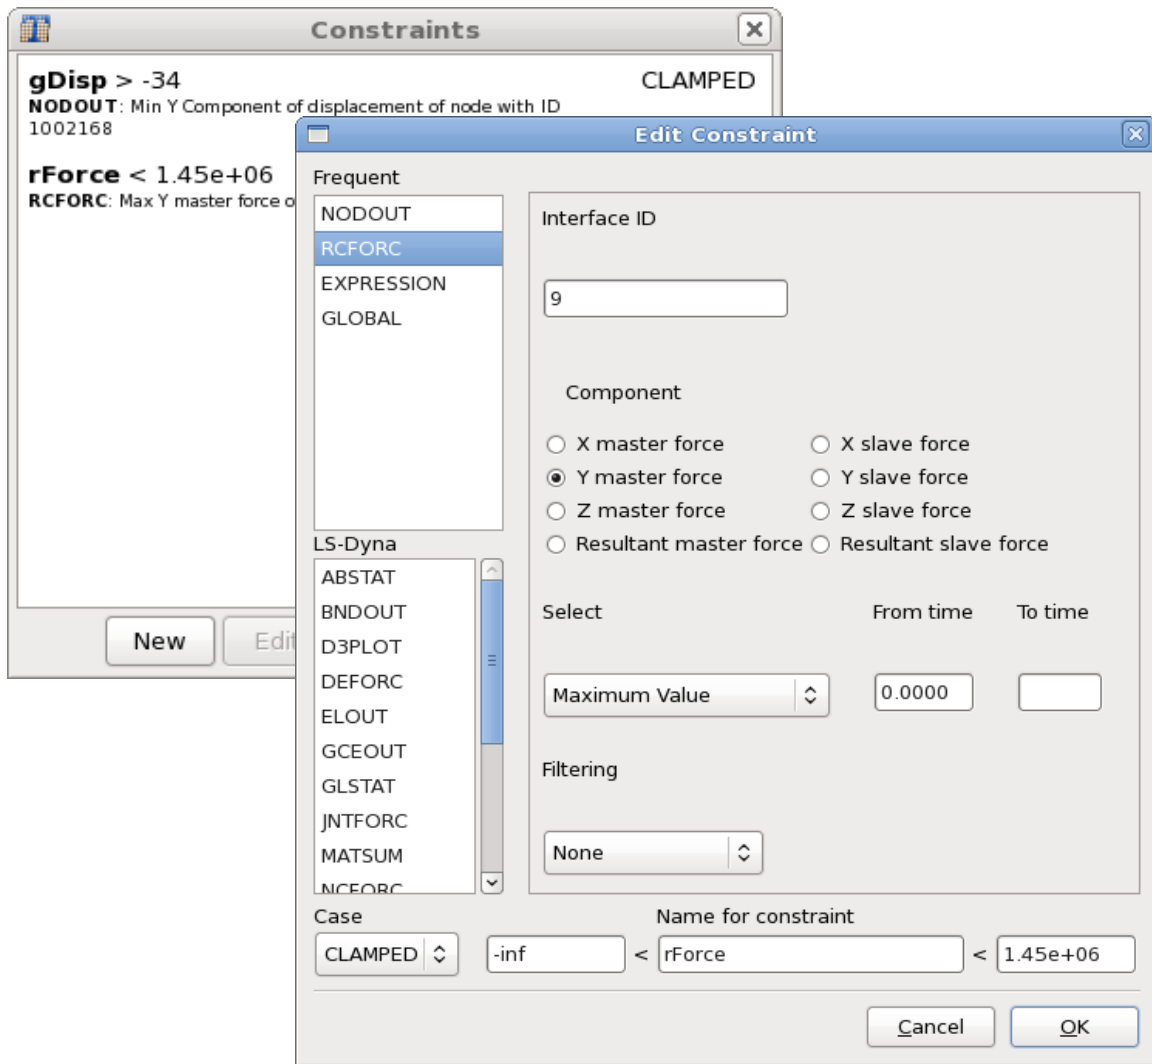 Constraints
gDisp > -34 CLAMPED
NODOUT: Min Y Component of displacement of node with ID
1002168
rForce < 1.45e+06
RCFORC: Max Y master force o
New Edit
Edit Constraint
Frequent
NODOUT
RCFORC
EXPRESSION
GLOBAL
LS-Dyna
ABSTAT
BNDOUT
D3PLOT
DEFORC
ELOUT
GCEOUT
GLSTAT
JNTFORC
MATSUM
NCFORC
Interface ID
9
Component
X master force X slave force
Y master force Y slave force
Z master force Z slave force
Resultant master force Resultant slave force
Select From time To time
Maximum Value 0.0000
Filtering
None
Case Name for constraint
CLAMPED -inf < rForce < 1.45e+06
Cancel OK